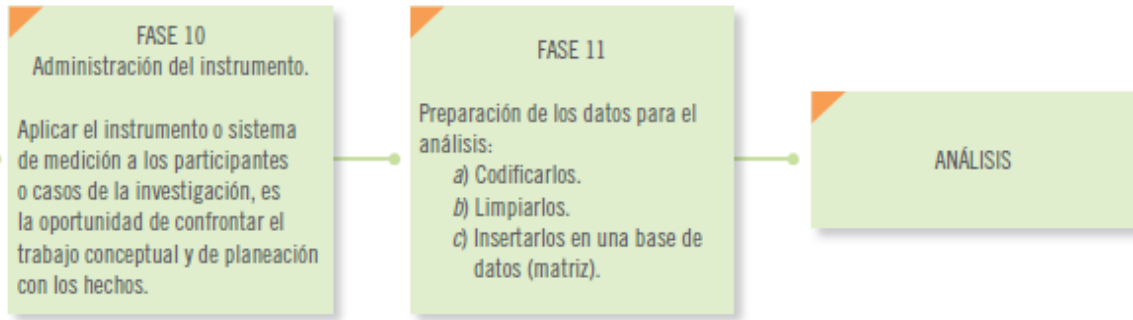 FASE 10
Administración del instrumento.
Aplicar el instrumento o sistema
de medición a los participantes
o casos de la investigación, es
la oportunidad de confrontar el
trabajo conceptual y de planeación
con los hechos.
FASE 11
Preparación de los datos para el
análisis:
a) Codificarlos.
b) Limpiarlos.
c) Insertarlos en una base de
datos (matriz).
ANÁLISIS